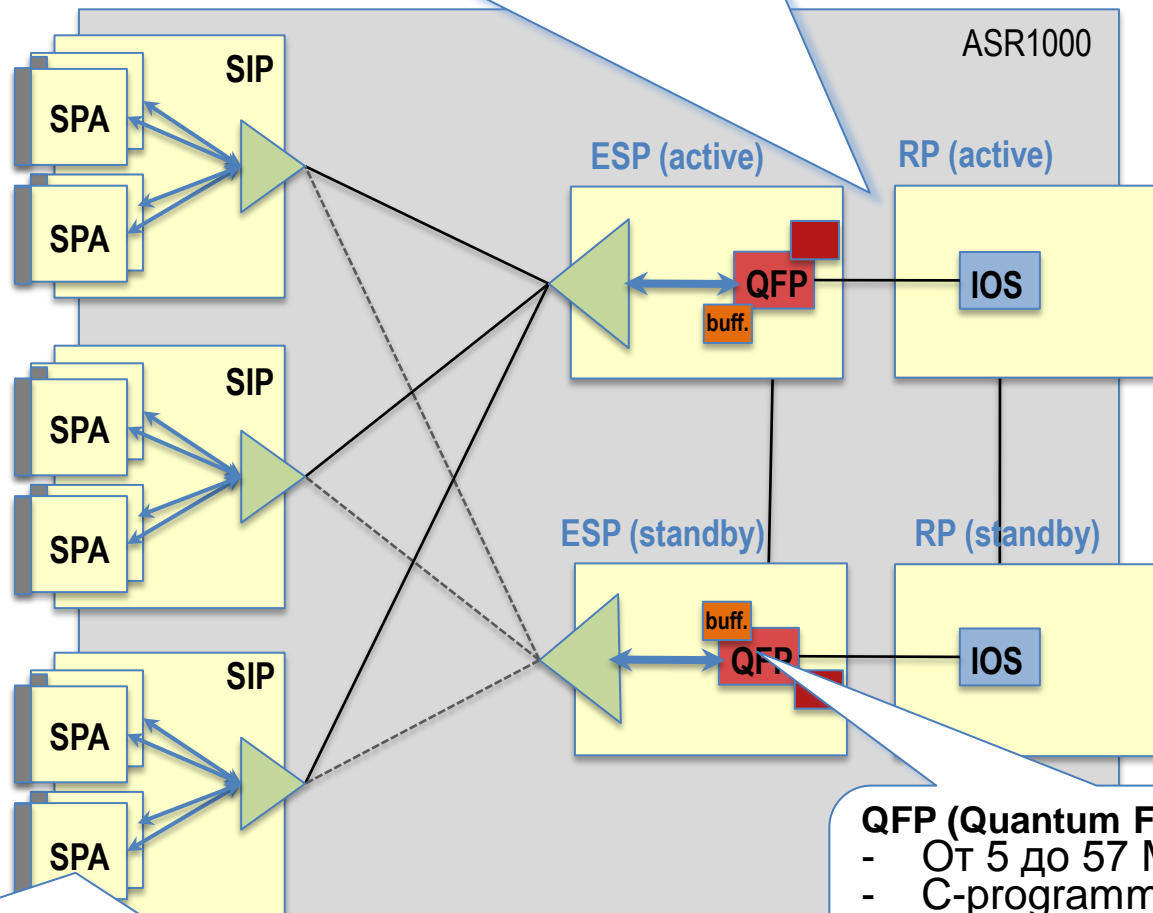 ASR1000
SIP
SPA
SPA
ESP (active)
RP (active)
QFP
buff.
IOS
SIP
SPA
SPA
ESP (standby)
RP (standby)
buff.
QFP
IOS
SIP
SPA
SPA
QFP (Quantum F
- От 5 до 57 М
- C-programm